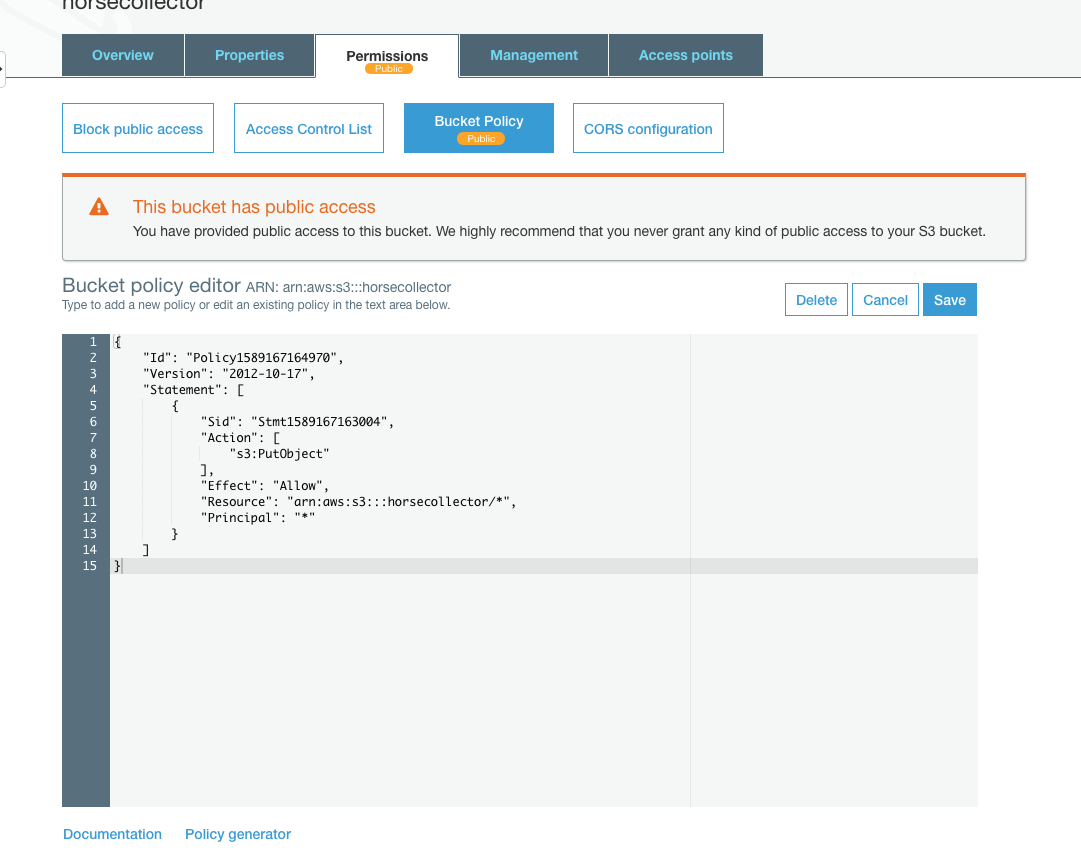 horsecollector
Overview
Properties
Permissions
Public
Management
Access points
Block public access
Access Control List
Bucket Policy
Public
CORS configuration
This bucket has public access
You have provided public access to this bucket. We highly recommend that you never grant any kind of public access to your S3 bucket.
Bucket policy editor ARN: arn:aws:s3:::horsecollector
Type to add a new policy or edit an existing policy in the text area below.
Delete
Cancel
Save
1 {
2 "Id": "Policy1589167164970",
3 "Version": "2012-10-17",
4 "Statement": [
5 {
6 "Sid": "Stmt1589167163004",
7 "Action": [
8 "s3:PutObject"
9 ],
10 "Effect": "Allow",
11 "Resource": "arn:aws:s3:::horsecollector/*",
12 "Principal": "*"
13 }
14 ]
15 }
Documentation
Policy generator